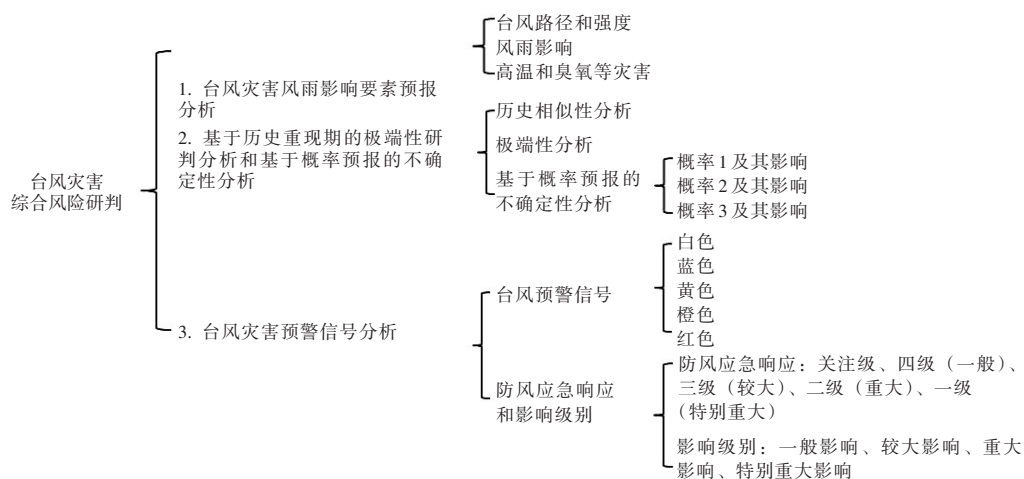 台风灾害
综合风险研判
1. 台风灾害风雨影响要素预报
分析
台风路径和强度
风雨影响
高温和臭氧等灾害
2. 基于历史重现期的极端性研
判分析和基于概率预报的不确
定性分析
历史相似性分析
极端性分析
基于概率预报的
不确定性分析
概率1及其影响
概率2及其影响
概率3及其影响
3. 台风灾害预警信号分析
台风预警信号
白色
蓝色
黄色
橙色
红色
防风应急响应
和影响级别
防风应急响应：关注级、四级（一般）、
三级（较大）、二级（重大）、一级
（特别重大）
影响级别：一般影响、较大影响、重大
影响、特别重大影响